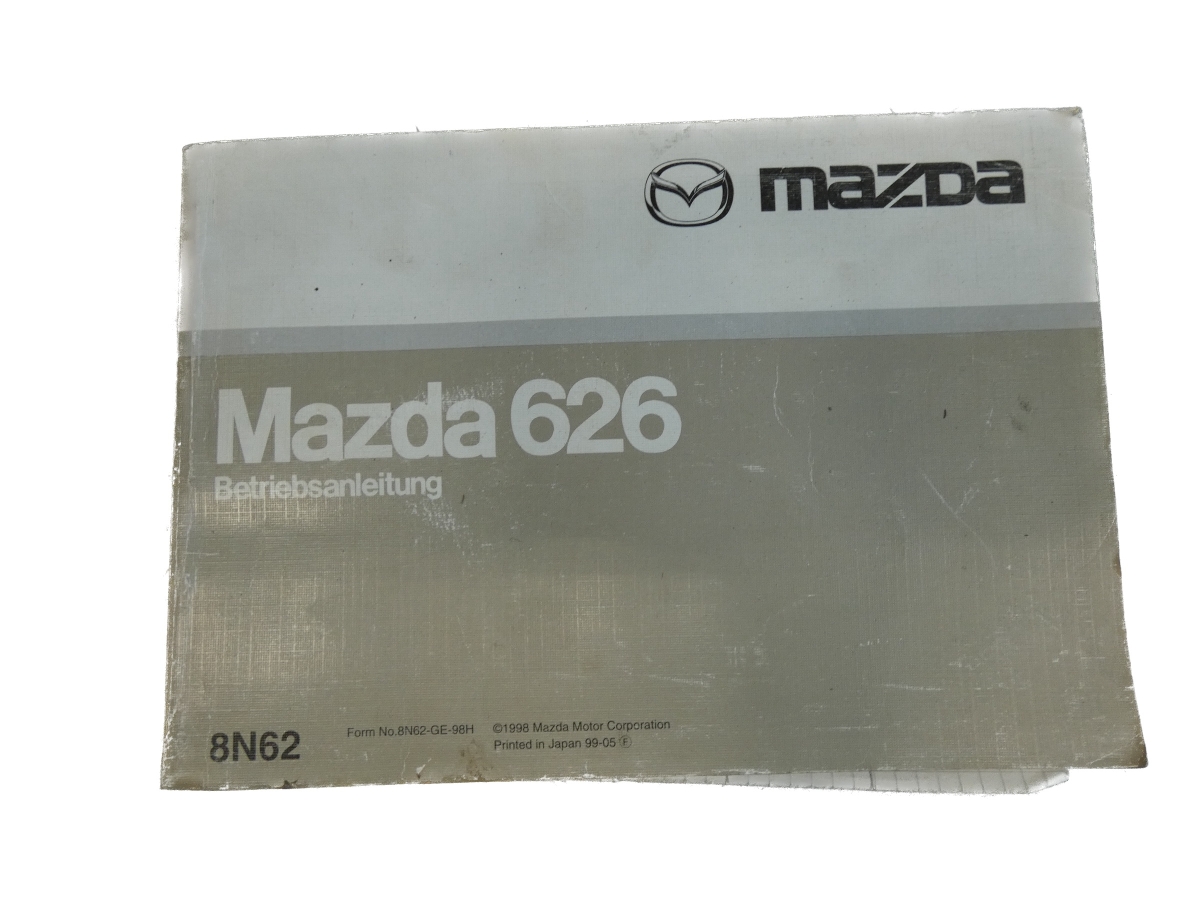 mazda
Mazda 626
Betriebsanleitung
8N62
Form No.8N62-GE-98H ©1998 Mazda Motor Corporation
Printed in Japan 99-05 Ⓕ